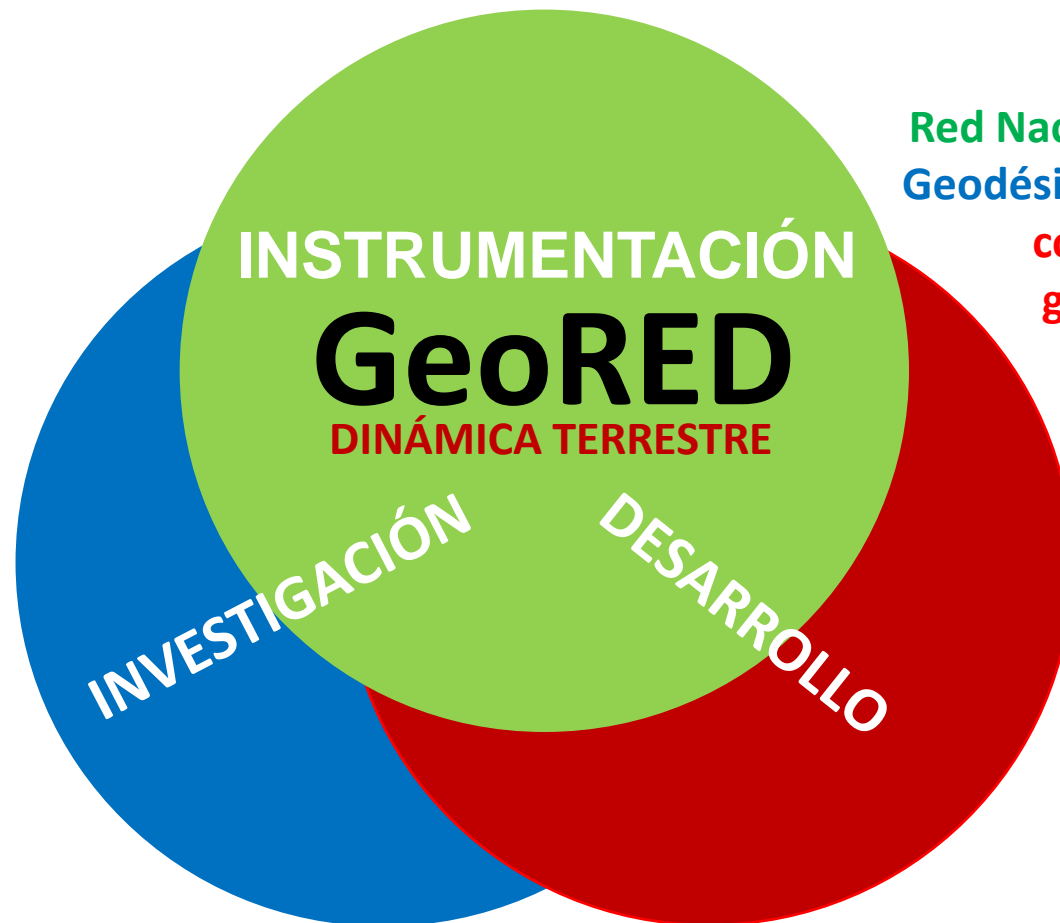 Red Nac
Geodési
co
g
INSTRUMENTACIÓN
GeoRED
DINÁMICA TERRESTRE
INVESTIGACIÓN
DESARROLLO